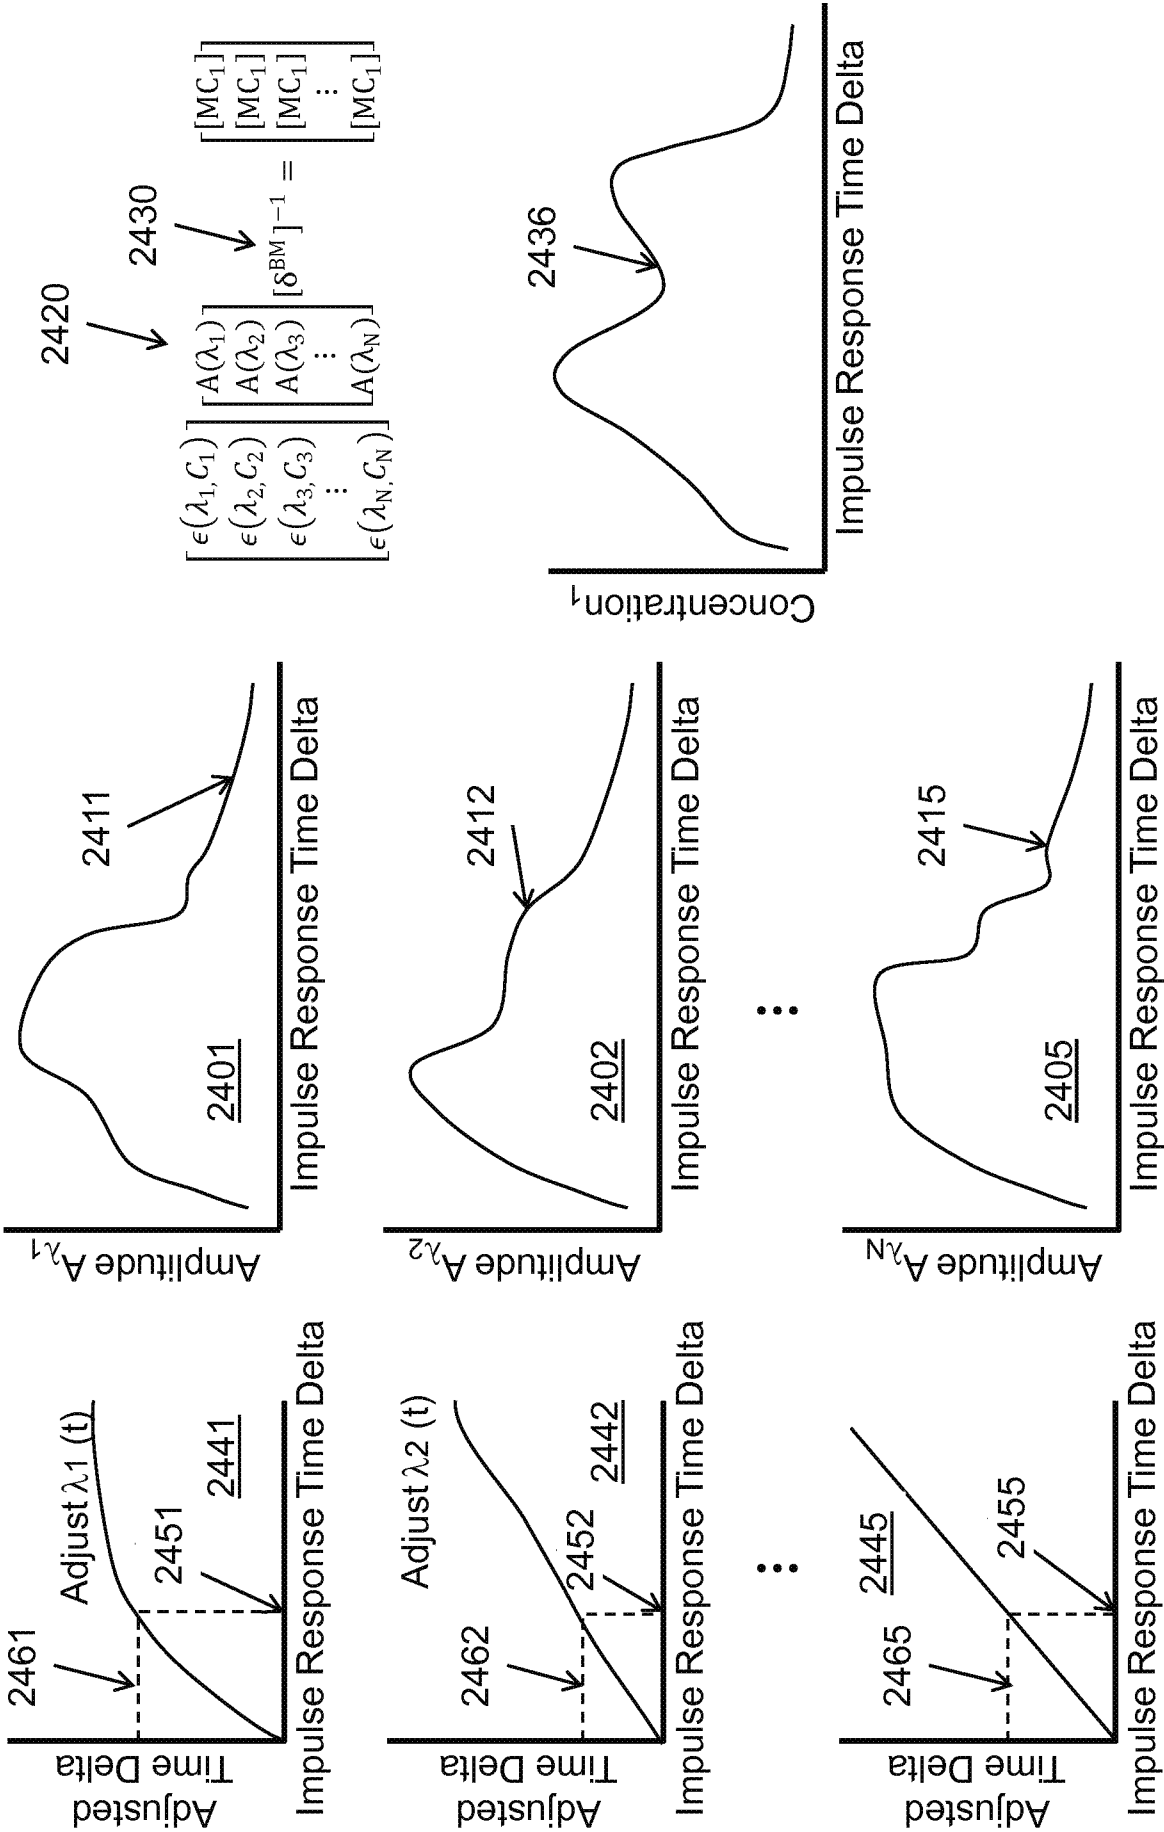 Adjusted
Time Delta
2461
Adjust λ1 (t)
2451
2441
Impulse Response Time Delta
Amplitude Aλ1
2401
2411
Impulse Response Time Delta
Adjusted
Time Delta
2462
Adjust λ2 (t)
2452
2442
Impulse Response Time Delta
Amplitude Aλ2
2402
2412
Impulse Response Time Delta
...
...
Adjusted
Time Delta
2465
2445
2455
Impulse Response Time Delta
Amplitude AλN
2405
2415
Impulse Response Time Delta
2420
2430
ϵ(λ1,C1) A(λ1) [MC1]
ϵ(λ2,C2) A(λ2) [MC1]
ϵ(λ3,C3) A(λ3) [δBM]−1 = [MC1]
⋮ ⋮ ⋮
ϵ(λN,CN) A(λN) [MC1]
Concentration1
2436
Impulse Response Time Delta